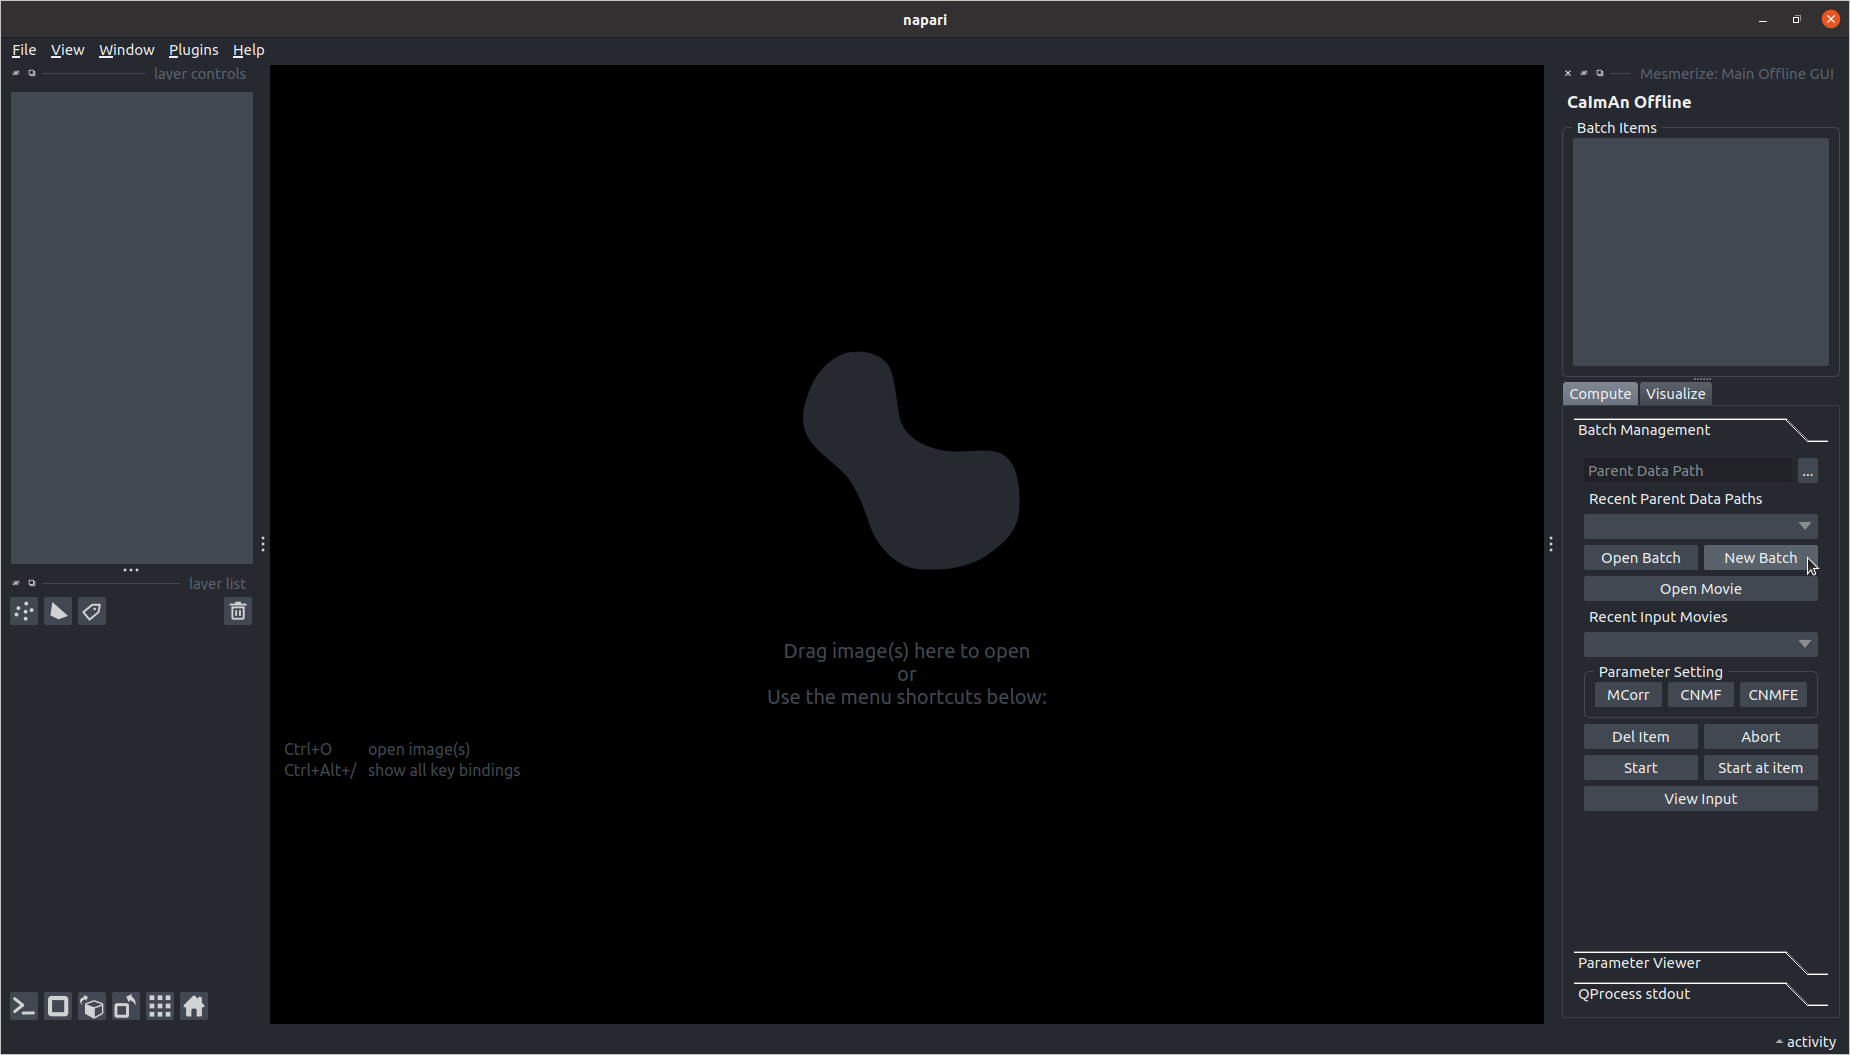 napari
File View Window Plugins Help
layer controls
layer list
Drag image(s) here to open
or
Use the menu shortcuts below:
Ctrl+O open image(s)
Ctrl+Alt+/ show all key bindings
Mesmerize: Main Offline GUI
CaImAn Offline
Batch Items
Compute Visualize
Batch Management
Parent Data Path ...
Recent Parent Data Paths
Open Batch New Batch
Open Movie
Recent Input Movies
Parameter Setting
MCorr CNMF CNMFE
Del Item Abort
Start Start at item
View Input
Parameter Viewer
QProcess stdout
activity